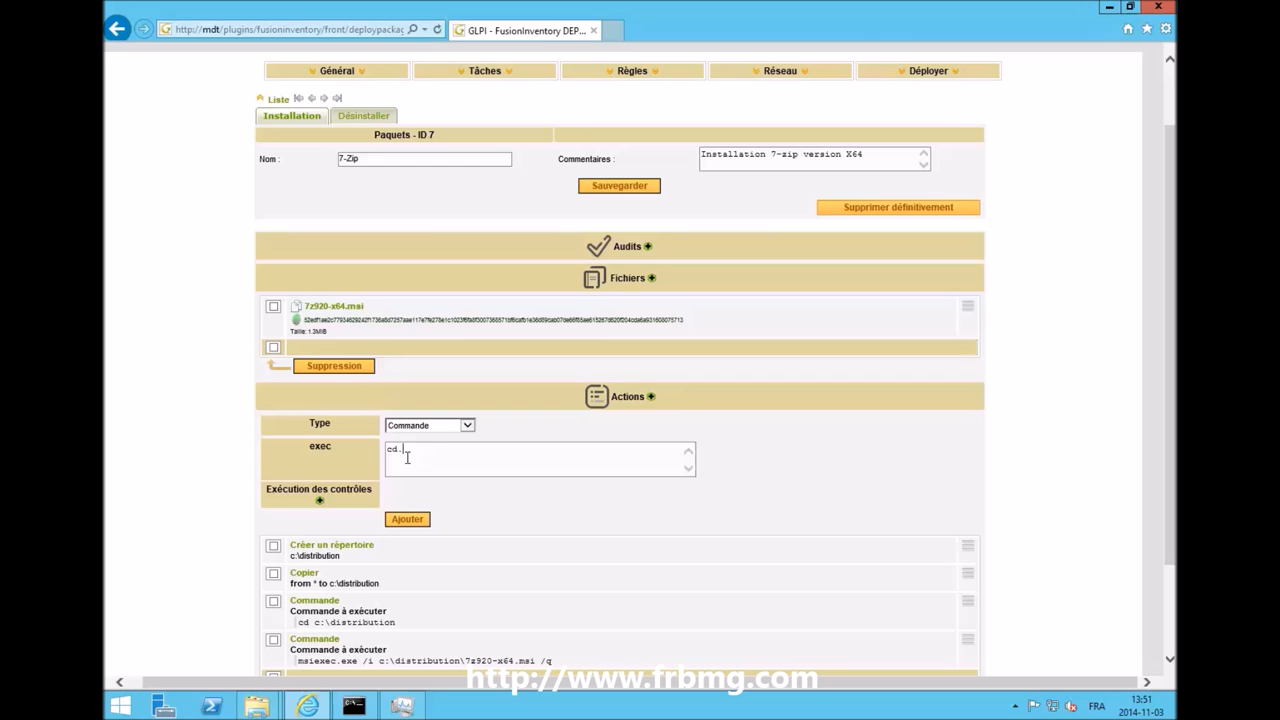 http://mdt/plugins/fusioninventory/front/deploypackag
GLPI - FusionInventory DEP...
Général
Tâches
Règles
Réseau
Déployer
Liste
Installation
Désinstaller
Paquets - ID 7
Nom :
7-Zip
Commentaires :
Installation 7-zip version X64
Sauvegarder
Supprimer définitivement
Audits
Fichiers
7z920-x64.msi
Taille: 1.3MiB
Suppression
Actions
Type
Commande
exec
cd.
Exécution des contrôles
Ajouter
Créer un répertoire
c:\distribution
Copier
from * to c:\distribution
Commande
Commande à exécuter
cd c:\distribution
Commande
Commande à exécuter
msiexec.exe /i c:\distribution\7z920-x64.msi /q
http://www.frbmg.com
FRA
13:51
2014-11-03